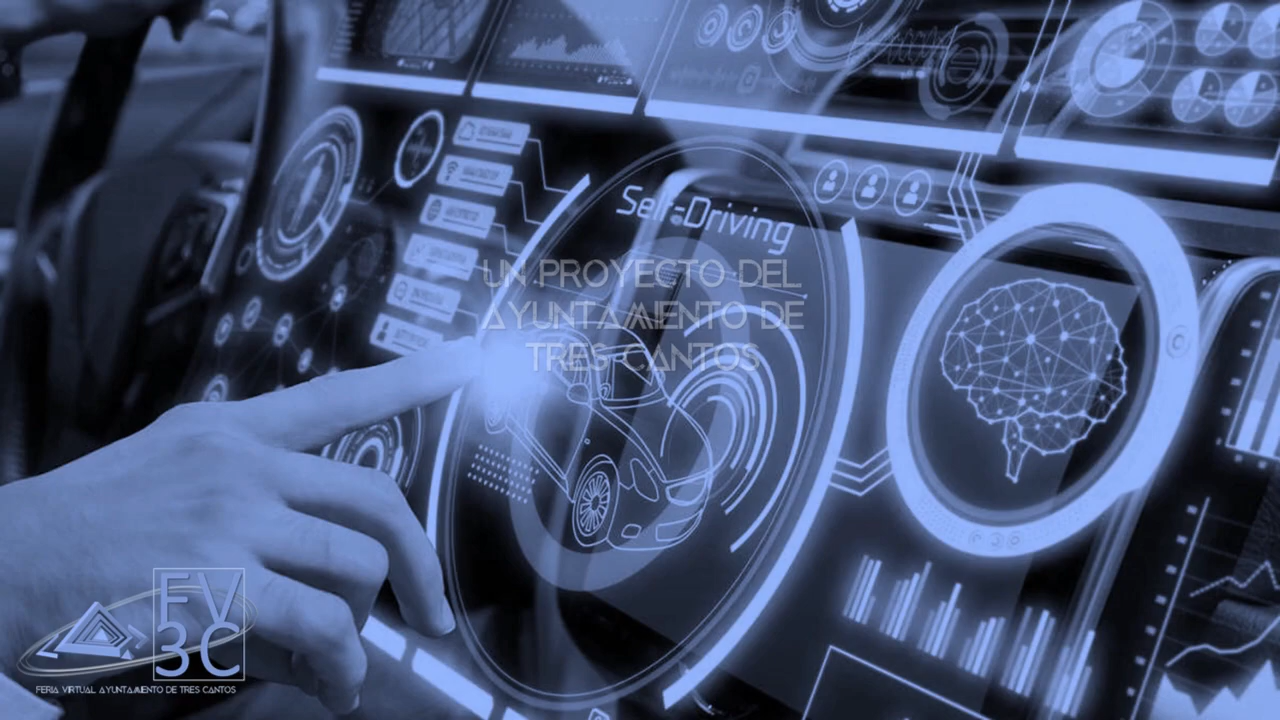 Self-Driving
UN PROYECTO DEL
AYUNTAMIENTO DE
TRES CANTOS
FV
3C
FERIA VIRTUAL AYUNTAMIENTO DE TRES CANTOS